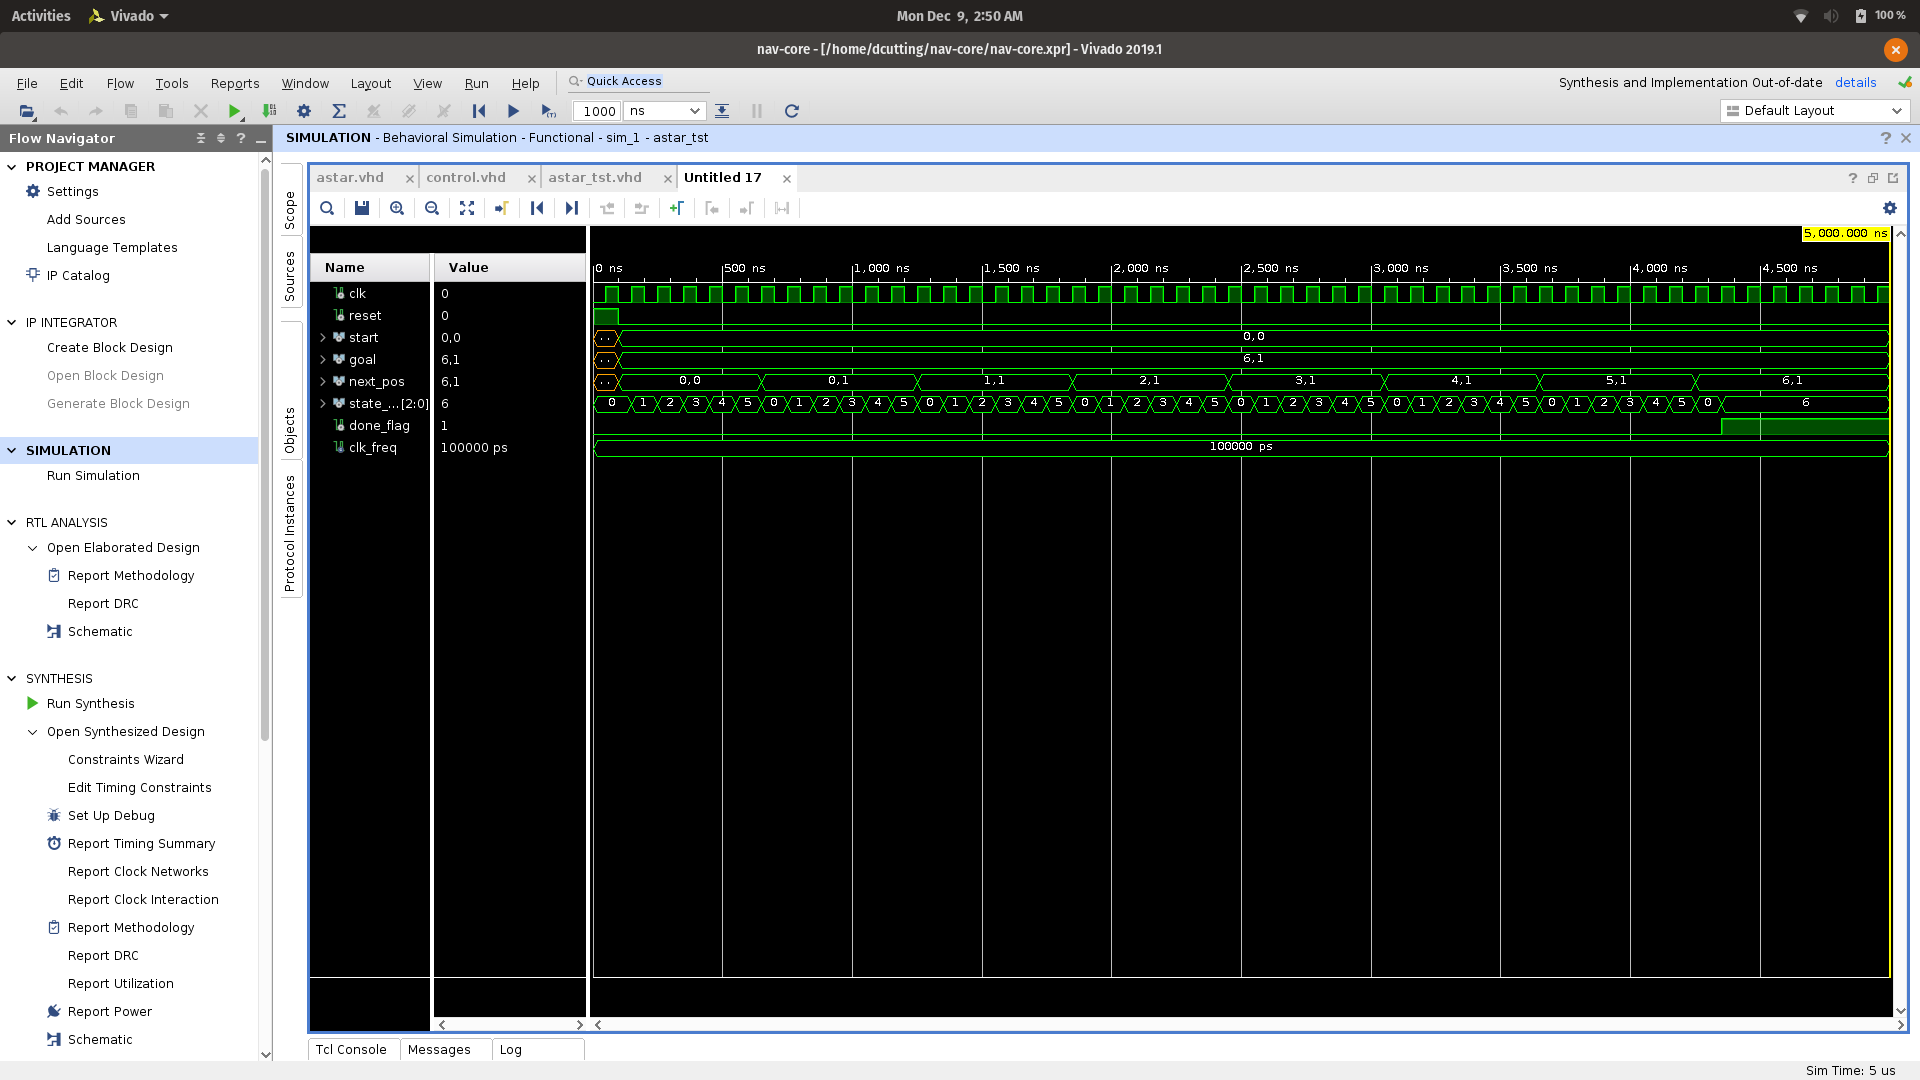 Activities Vivado Mon Dec 9, 2:50 AM 100 %
nav-core - [/home/dcutting/nav-core/nav-core.xpr] - Vivado 2019.1
File Edit Flow Tools Reports Window Layout View Run Help Quick Access Synthesis and Implementation Out-of-date details
1000 ns Default Layout
Flow Navigator
SIMULATION - Behavioral Simulation - Functional - sim_1 - astar_tst
PROJECT MANAGER
Settings
Add Sources
Language Templates
IP Catalog
IP INTEGRATOR
Create Block Design
Open Block Design
Generate Block Design
SIMULATION
Run Simulation
RTL ANALYSIS
Open Elaborated Design
Report Methodology
Report DRC
Schematic
SYNTHESIS
Run Synthesis
Open Synthesized Design
Constraints Wizard
Edit Timing Constraints
Set Up Debug
Report Timing Summary
Report Clock Networks
Report Clock Interaction
Report Methodology
Report DRC
Report Utilization
Report Power
Schematic
Scope
Sources
Objects
Protocol Instances
astar.vhd control.vhd astar_tst.vhd Untitled 17
5,000.000 ns
Name Value 0 ns 500 ns 1,000 ns 1,500 ns 2,000 ns 2,500 ns 3,000 ns 3,500 ns 4,000 ns 4,500 ns
clk 0
reset 0
start 0,0 .. 0,0
goal 6,1 .. 6,1
next_pos 6,1 .. 0,0 0,1 1,1 2,1 3,1 4,1 5,1 6,1
state_...[2:0] 6 0 1 2 3 4 5 0 1 2 3 4 5 0 1 2 3 4 5 0 1 2 3 4 5 0 1 2 3 4 5 0 1 2 3 4 5 0 1 2 3 4 5 0 6
done_flag 1
clk_freq 100000 ps 100000 ps
Tcl Console Messages Log
Sim Time: 5 us